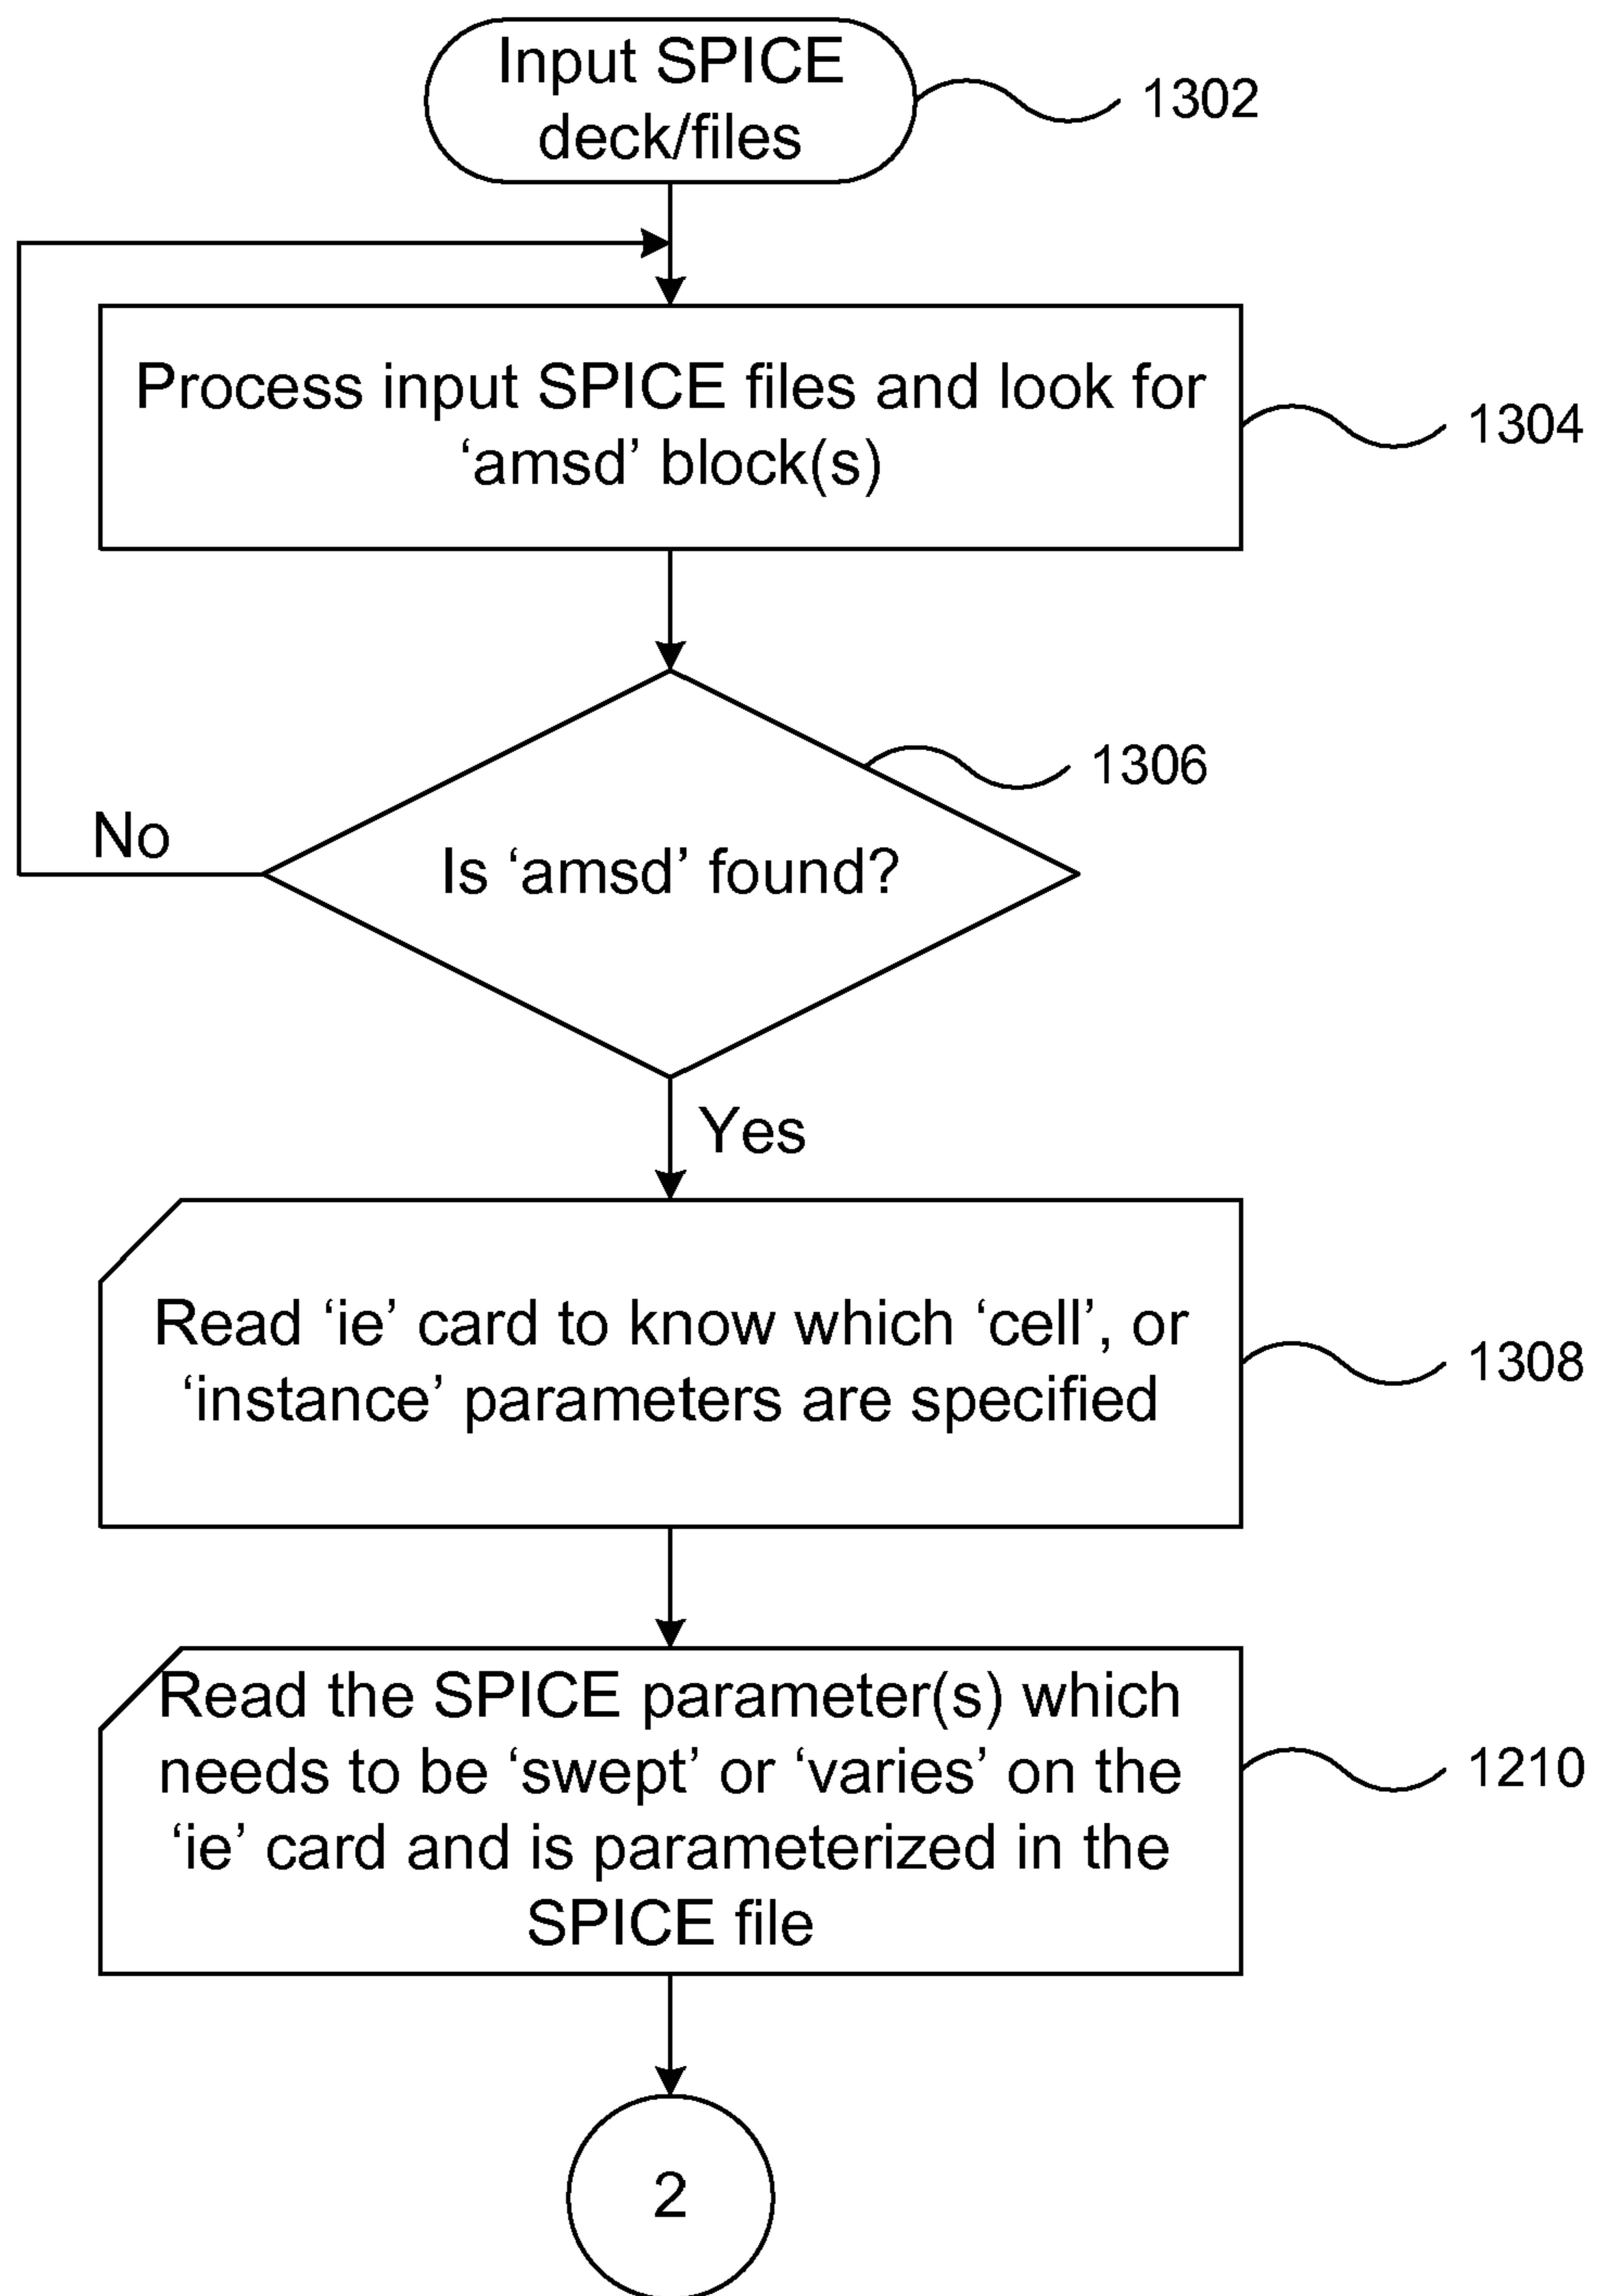 Input SPICE
deck/files
1302
Process input SPICE files and look for
‘amsd’ block(s)
1304
1306
Is ‘amsd’ found?
No
Yes
Read ‘ie’ card to know which ‘cell’, or
‘instance’ parameters are specified
1308
Read the SPICE parameter(s) which
needs to be ‘swept’ or ‘varies’ on the
‘ie’ card and is parameterized in the
SPICE file
1210
2